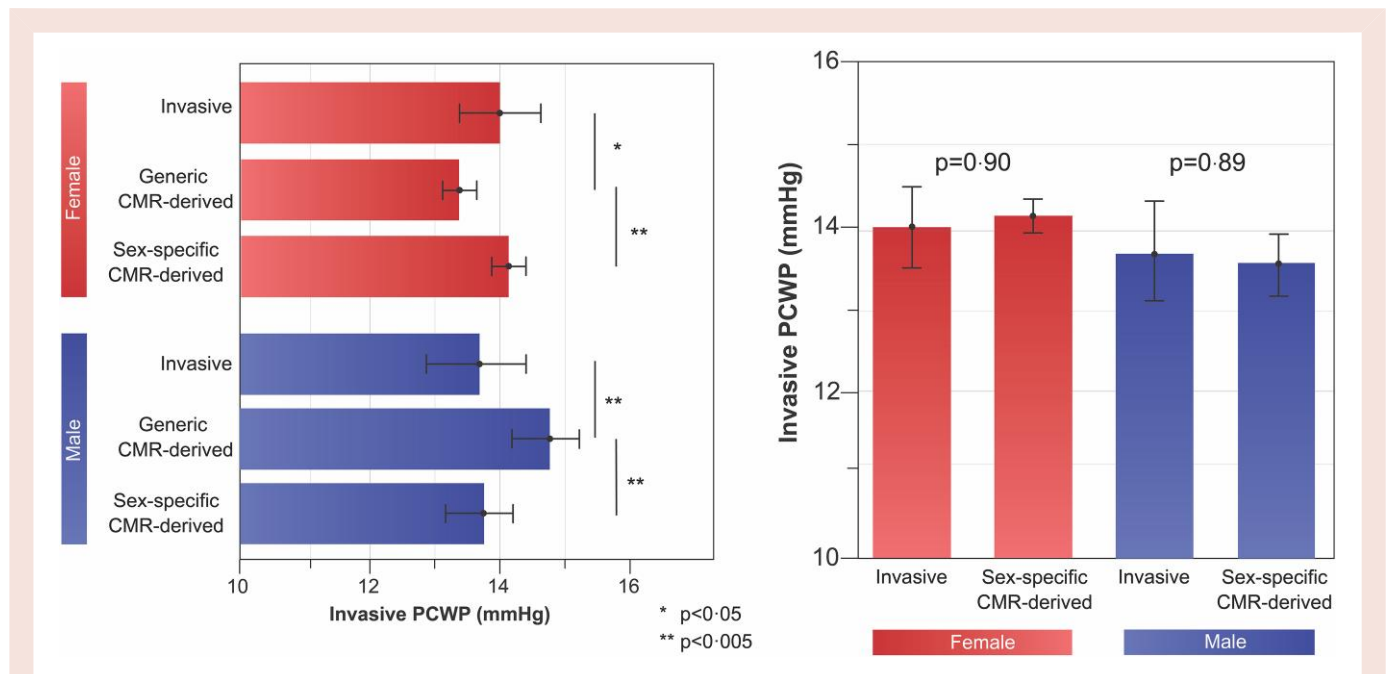 Female
Invasive
Generic
CMR-derived
Sex-specific
CMR-derived
*
**
Male
Invasive
Generic
CMR-derived
Sex-specific
CMR-derived
**
**
10 12 14 16
Invasive PCWP (mmHg)
* p<0·05
** p<0·005
Invasive PCWP (mmHg)
16
14
12
10
p=0·90 p=0·89
Invasive Sex-specific Invasive Sex-specific
CMR-derived CMR-derived
Female Male